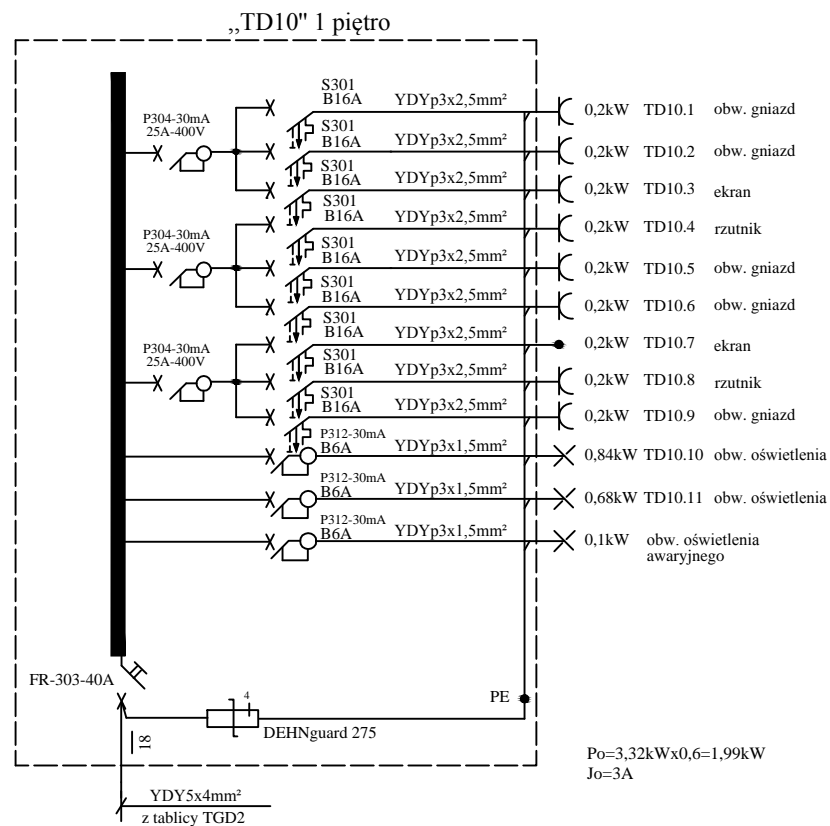 „TD10" 1 piętro
S301
B16A YDYp3x2,5mm² 0,2kW TD10.1 obw. gniazd
P304-30mA
25A-400V
S301
B16A YDYp3x2,5mm² 0,2kW TD10.2 obw. gniazd
S301
B16A YDYp3x2,5mm² 0,2kW TD10.3 ekran
S301
B16A YDYp3x2,5mm² 0,2kW TD10.4 rzutnik
P304-30mA
25A-400V
S301
B16A YDYp3x2,5mm² 0,2kW TD10.5 obw. gniazd
S301
B16A YDYp3x2,5mm² 0,2kW TD10.6 obw. gniazd
S301
B16A YDYp3x2,5mm² 0,2kW TD10.7 ekran
P304-30mA
25A-400V
S301
B16A YDYp3x2,5mm² 0,2kW TD10.8 rzutnik
S301
B16A YDYp3x2,5mm² 0,2kW TD10.9 obw. gniazd
P312-30mA
B6A YDYp3x1,5mm² 0,84kW TD10.10 obw. oświetlenia
P312-30mA
B6A YDYp3x1,5mm² 0,68kW TD10.11 obw. oświetlenia
P312-30mA
B6A YDYp3x1,5mm² 0,1kW obw. oświetlenia
awaryjnego
FR-303-40A
PE
4
DEHNguard 275
18
Po=3,32kWx0,6=1,99kW
Jo=3A
YDY5x4mm²
z tablicy TGD2